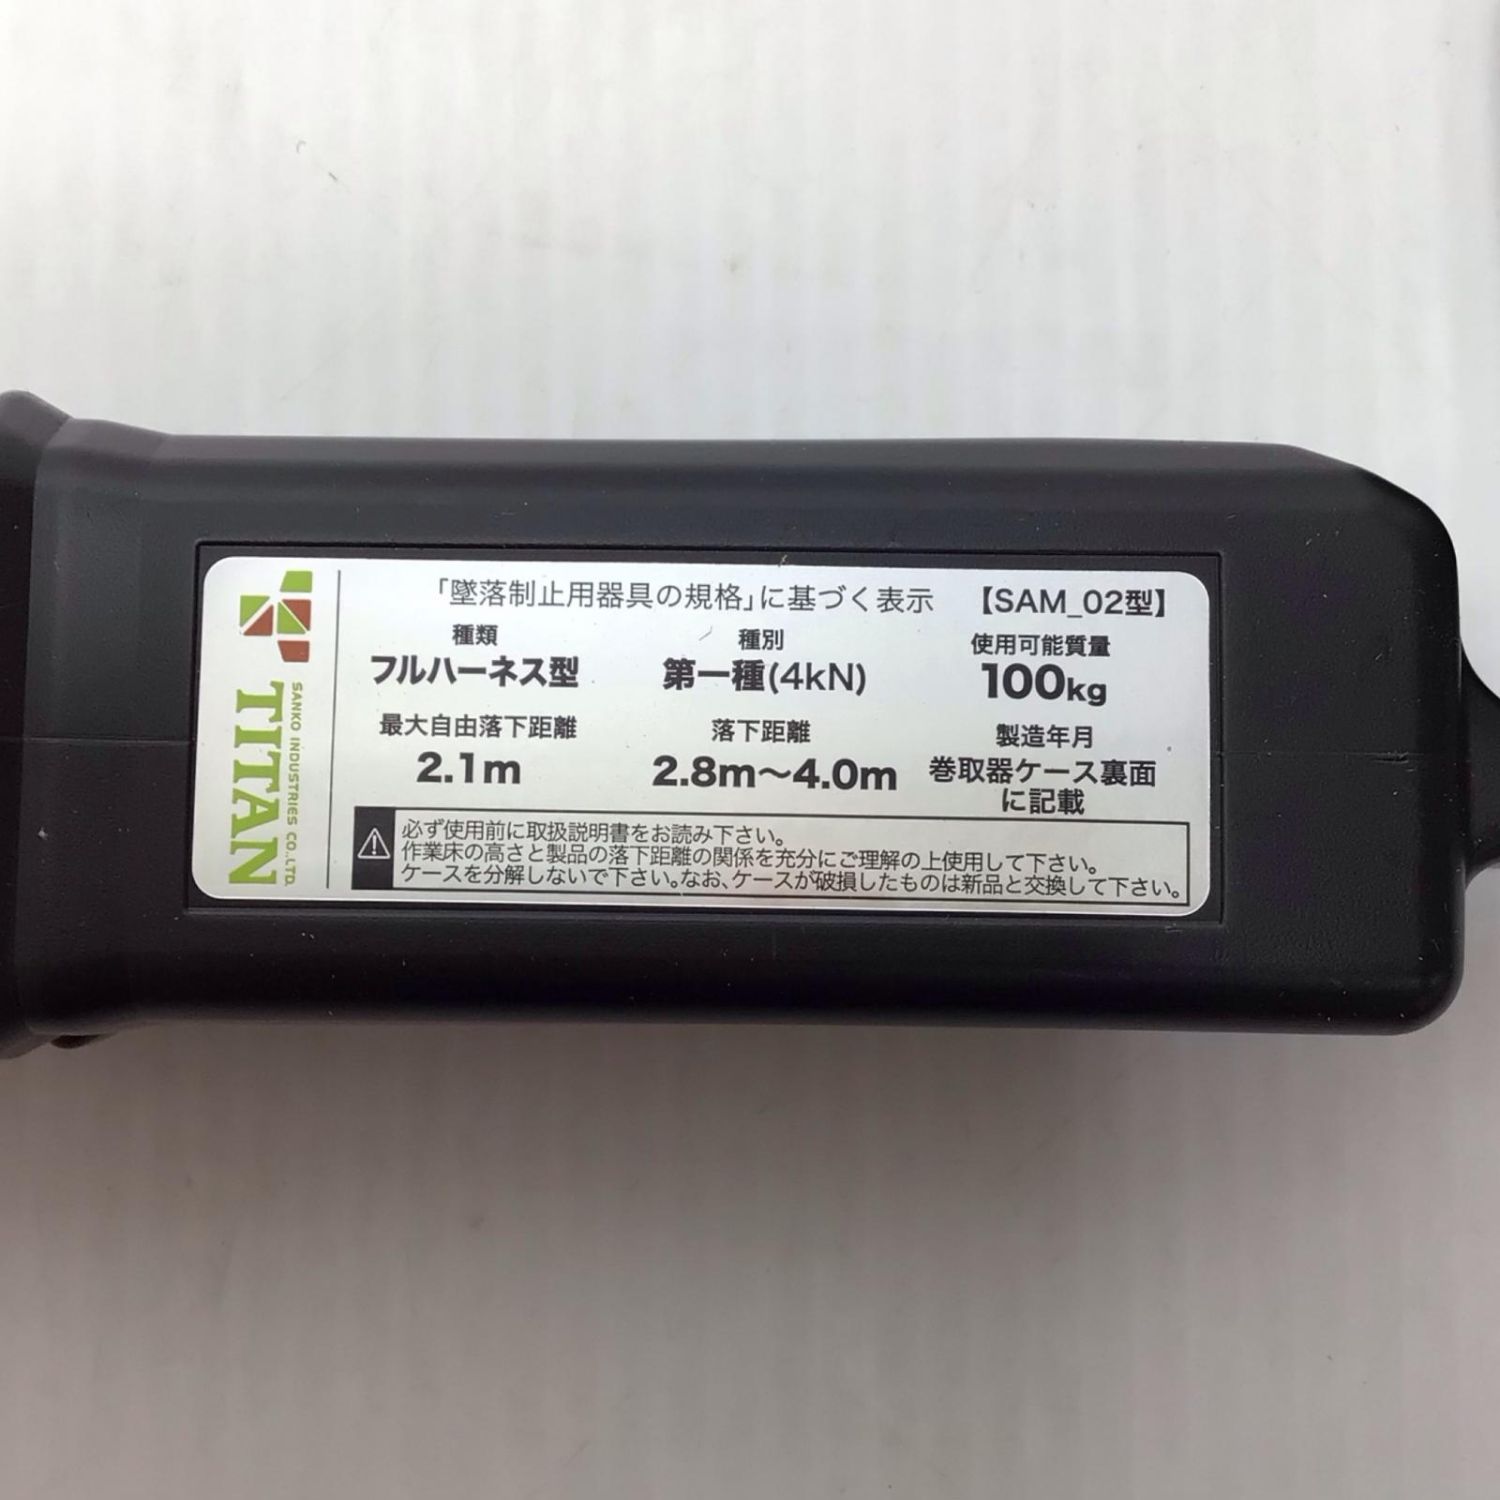 「墜落制止用器具の規格」に基づく表示 【SAM_02型】
種類 種別 使用可能質量
フルハーネス型 第一種(4kN) 100kg
最大自由落下距離 落下距離 製造年月
2.1m 2.8m～4.0m 巻取器ケース裏面
に記載
必ず使用前に取扱説明書をお読み下さい。
作業床の高さと製品の落下距離の関係を充分にご理解の上使用して下さい。
ケースを分解しないで下さい。なお、ケースが破損したものは新品と交換して下さい。
SANKO INDUSTRIES CO.,LTD.
TITAN